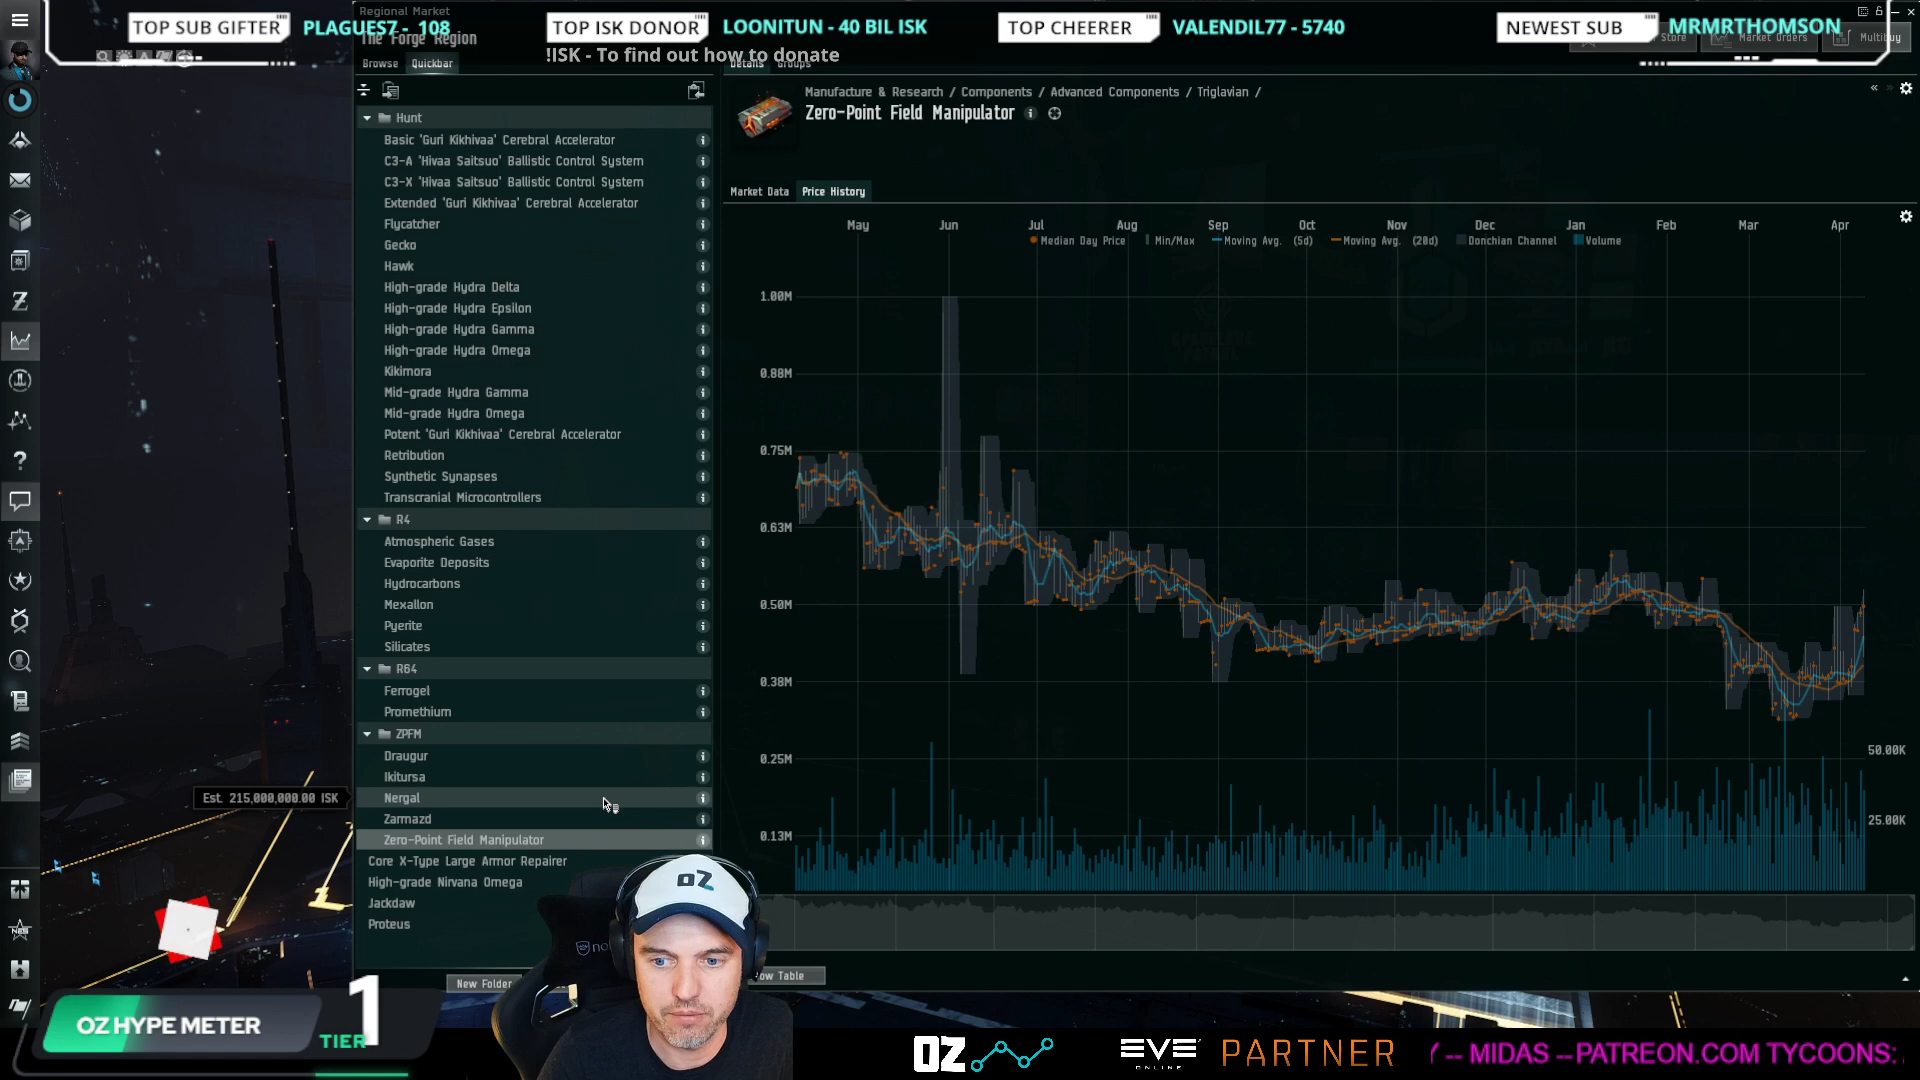 Regional Market
TOP SUB GIFTER
PLAGUES7 - 108
TOP ISK DONOR
LOONITUN - 40 BIL ISK
TOP CHEERER
VALENDIL77 - 5740
NEWEST SUB
MRMRTHOMSON
The Forge Region
!ISK - To find out how to donate
Store
Market Orders
Multibuy
Browse
Quickbar
Details
Groups
Manufacture & Research / Components / Advanced Components / Triglavian /
Zero-Point Field Manipulator
Market Data
Price History
Hunt
Basic 'Guri Kikhivaa' Cerebral Accelerator
C3-A 'Hivaa Saitsuo' Ballistic Control System
C3-X 'Hivaa Saitsuo' Ballistic Control System
Extended 'Guri Kikhivaa' Cerebral Accelerator
Flycatcher
Gecko
Hawk
High-grade Hydra Delta
High-grade Hydra Epsilon
High-grade Hydra Gamma
High-grade Hydra Omega
Kikimora
Mid-grade Hydra Gamma
Mid-grade Hydra Omega
Potent 'Guri Kikhivaa' Cerebral Accelerator
Retribution
Synthetic Synapses
Transcranial Microcontrollers
R4
Atmospheric Gases
Evaporite Deposits
Hydrocarbons
Mexallon
Pyerite
Silicates
R64
Ferrogel
Promethium
ZPFM
Draugur
Ikitursa
Nergal
Zarmazd
Zero-Point Field Manipulator
Core X-Type Large Armor Repairer
High-grade Nirvana Omega
Jackdaw
Proteus
New Folder
Est. 215,000,000.00 ISK
May Jun Jul Aug Sep Oct Nov Dec Jan Feb Mar Apr
Median Day Price Min/Max Moving Avg. (5d) Moving Avg. (20d) Donchian Channel Volume
1.00M
0.88M
0.75M
0.63M
0.50M
0.38M
0.25M
0.13M
50.00K
25.00K
ow Table
OZ
OZ HYPE METER
TIER 1
OZ
EVE
ONLINE
PARTNER
Y -- MIDAS --PATREON.COM TYCOONS: